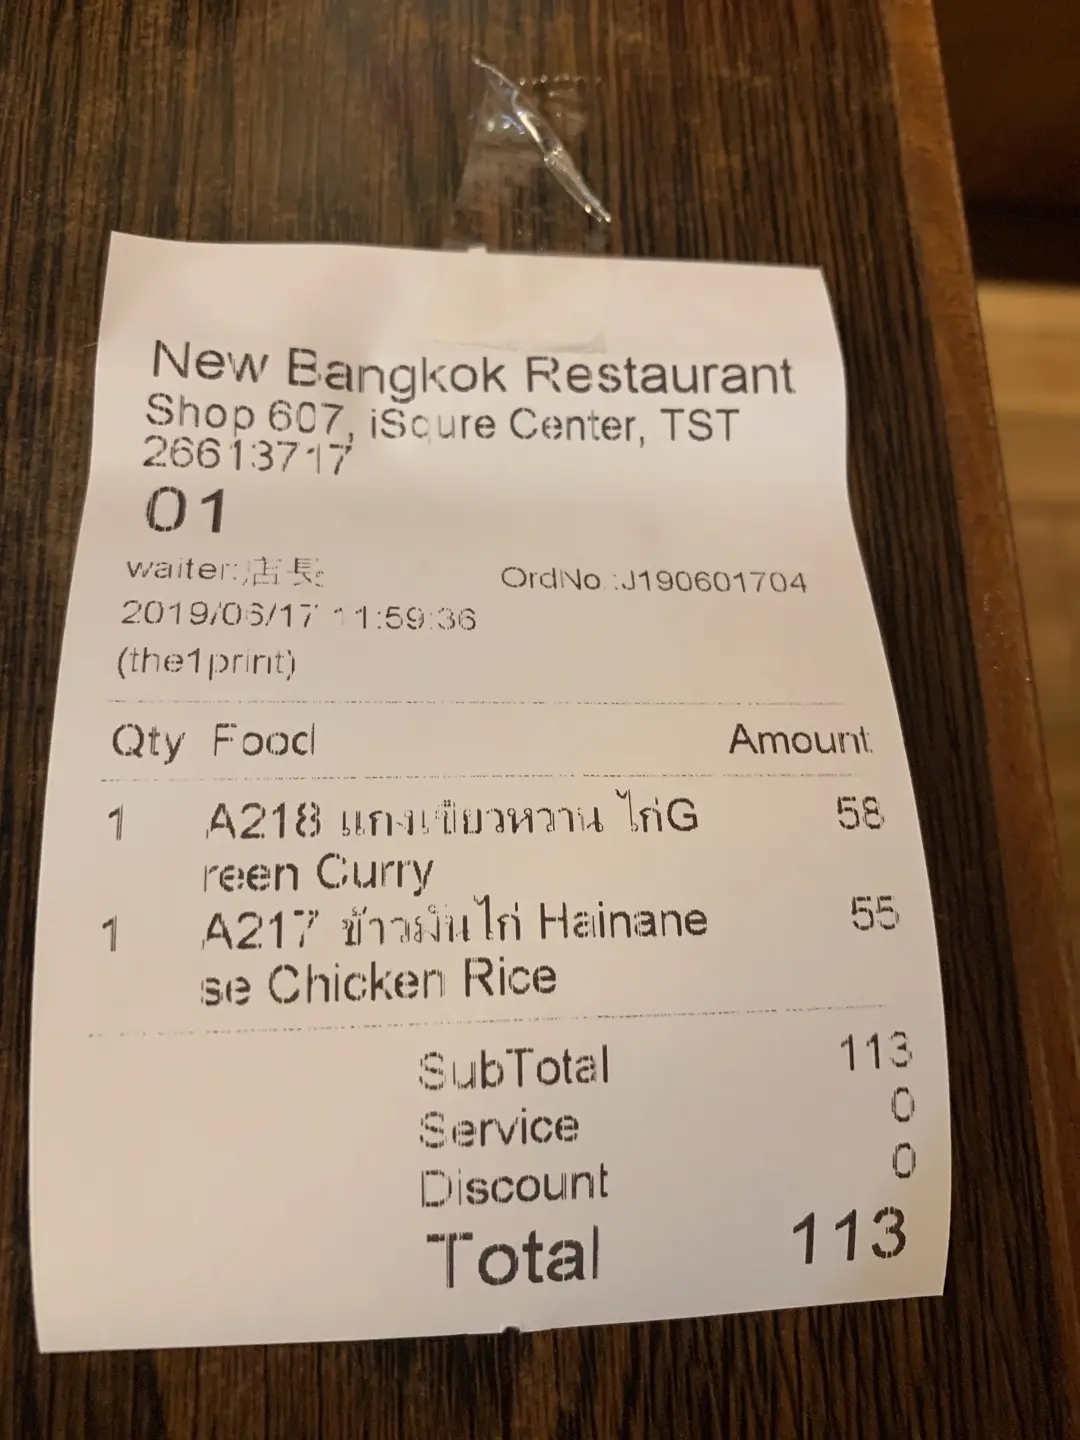 New Bangkok Restaurant
Shop 607, iSqure Center, TST
26613717
01
waiter:店長 OrdNo.:J190601704
2019/06/17 11:59:36
(the1print)
Qty Food Amount
1 A218 แกงเขียวหวาน ไก่G 58
reen Curry
1 A217 ข้าวมันไก่ Hainane 55
se Chicken Rice
SubTotal 113
Service 0
Discount 0
Total 113